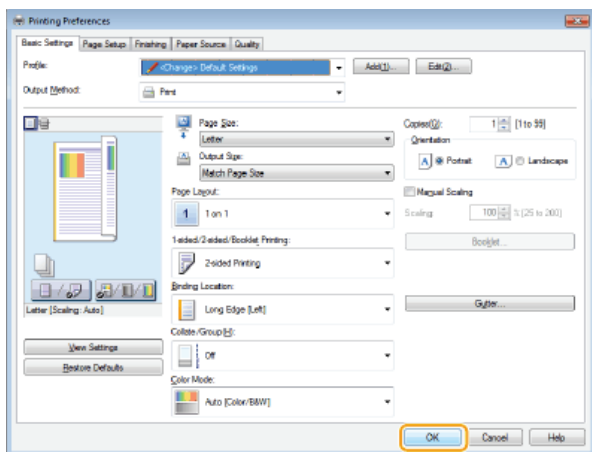 Printing Preferences
Basic Settings Page Setup Finishing Paper Source Quality
Profile: <Change> Default Settings Add(1)... Edit(2)...
Output Method: Print
Page Size:
Letter
Output Size:
Match Page Size
Page Layout:
1 1 on 1
1-sided/2-sided/Booklet Printing:
2-sided Printing
Binding Location:
Long Edge [Left]
Collate/Group(H):
Off
Color Mode:
Auto [Color/B&W]
Copies(Q): 1 [1 to 99]
Orientation
A Portrait A Landscape
Manual Scaling
Scaling: 100 % [25 to 200]
Booklet...
Gutter...
Letter [Scaling: Auto]
View Settings
Restore Defaults
OK Cancel Help